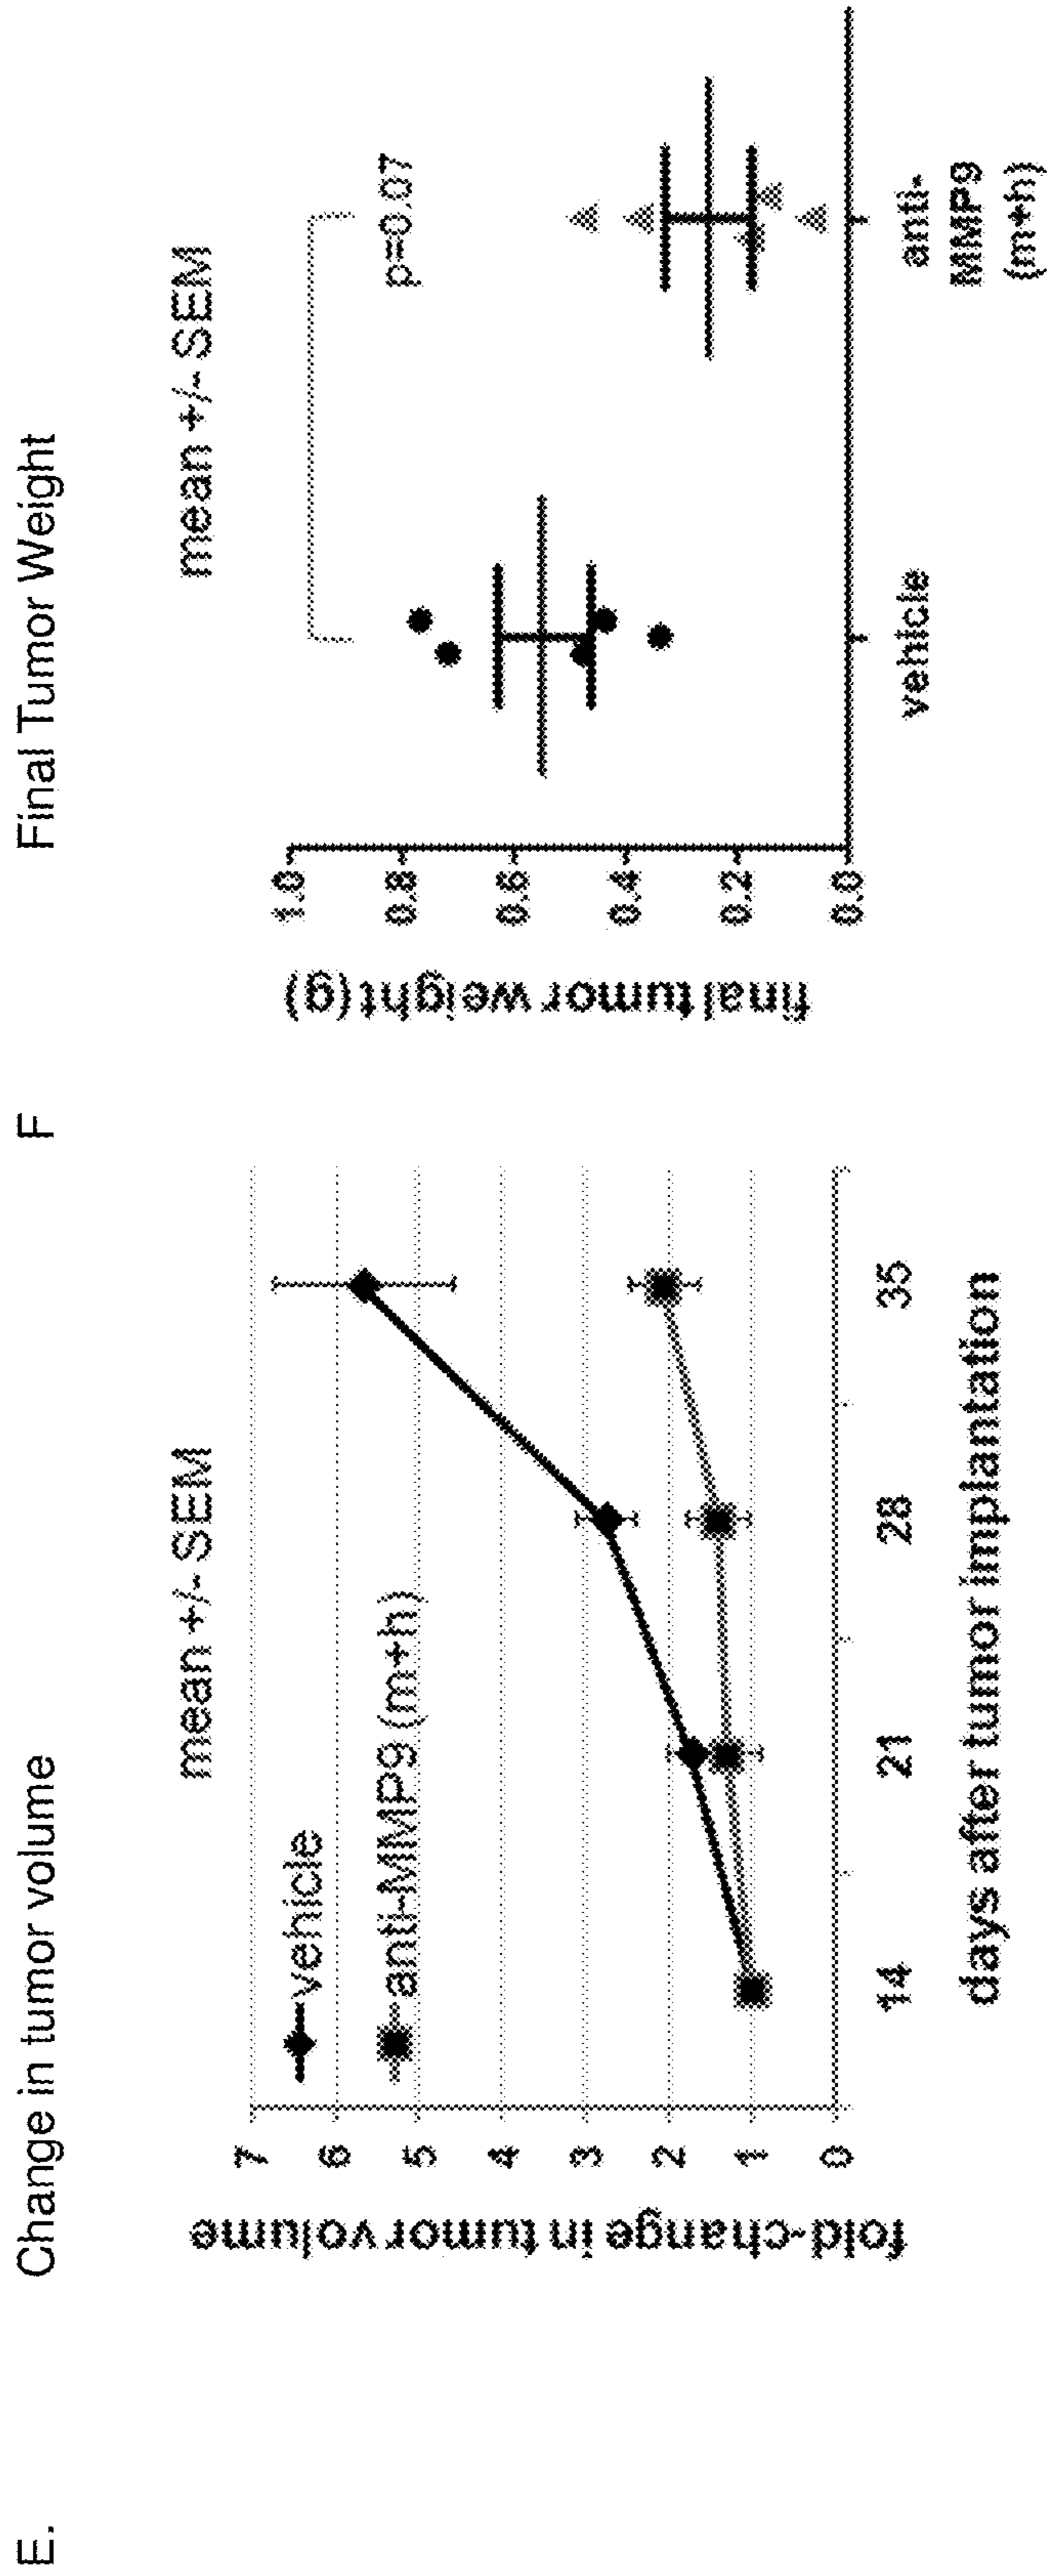 E.
Change in tumor volume
mean +/- SEM
vehicle
anti-MMP9 (m+h)
fold-change in tumor volume
7
6
5
4
3
2
1
0
14
21
28
35
days after tumor implantation
F
Final Tumor Weight
mean +/- SEM
p=0.07
final tumor weight (g)
1.0
0.8
0.6
0.4
0.2
0.0
vehicle
anti-
MMP9
(m+h)